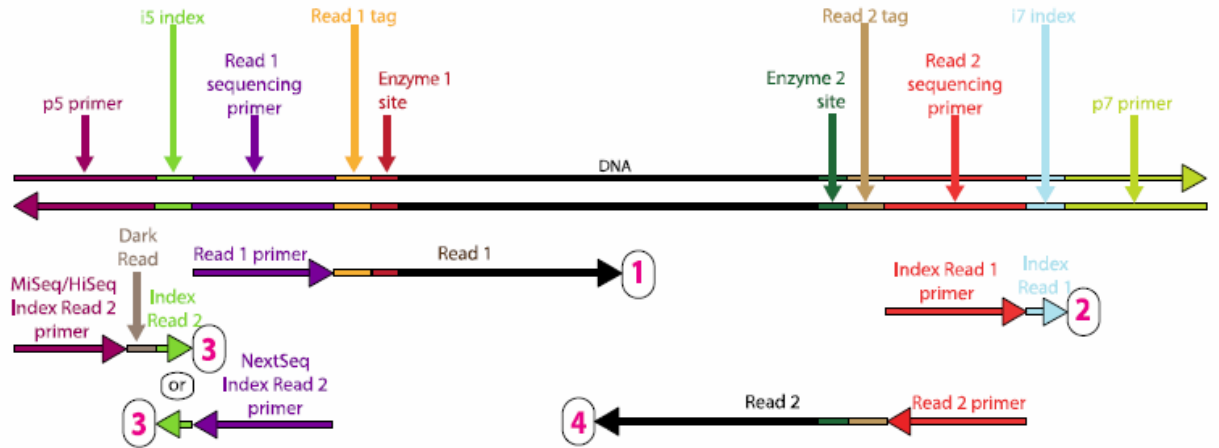 i5 index
Read 1 tag
Read 2 tag
i7 index
Read 1
sequencing
primer
Read 2
sequencing
primer
Enzyme 1
site
Enzyme 2
site
p5 primer
p7 primer
DNA
Dark
Read
Read 1 primer
Read 1
1
MiSeq/HiSeq
Index Read 2
primer
Index
Read 2
3
Index Read 1
primer
Index
Read 1
2
or
NextSeq
Index Read 2
primer
3
4
Read 2
Read 2 primer